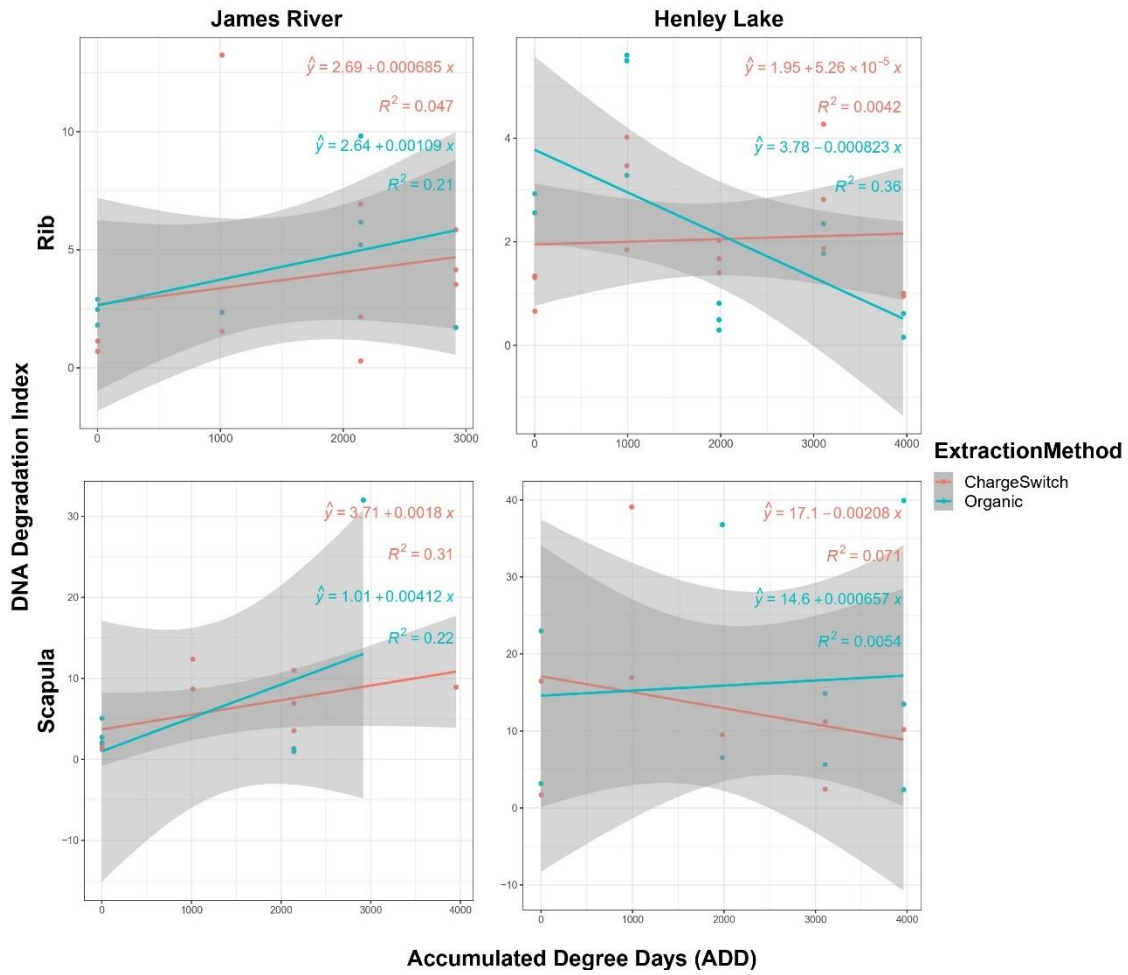 James River
Henley Lake
DNA Degradation Index
Rib
10
5
0
0
1000
2000
3000
ŷ = 2.69 + 0.000685 x
R² = 0.047
ŷ = 2.64 + 0.00109 x
R² = 0.21
4
2
0
0
1000
2000
3000
4000
ŷ = 1.95 + 5.26 × 10⁻⁵ x
R² = 0.0042
ŷ = 3.78 − 0.000823 x
R² = 0.36
Scapula
30
20
10
0
−10
0
1000
2000
3000
4000
ŷ = 3.71 + 0.0018 x
R² = 0.31
ŷ = 1.01 + 0.00412 x
R² = 0.22
40
30
20
10
0
−10
0
1000
2000
3000
4000
ŷ = 17.1 − 0.00208 x
R² = 0.071
ŷ = 14.6 + 0.000657 x
R² = 0.0054
ExtractionMethod
ChargeSwitch
Organic
Accumulated Degree Days (ADD)